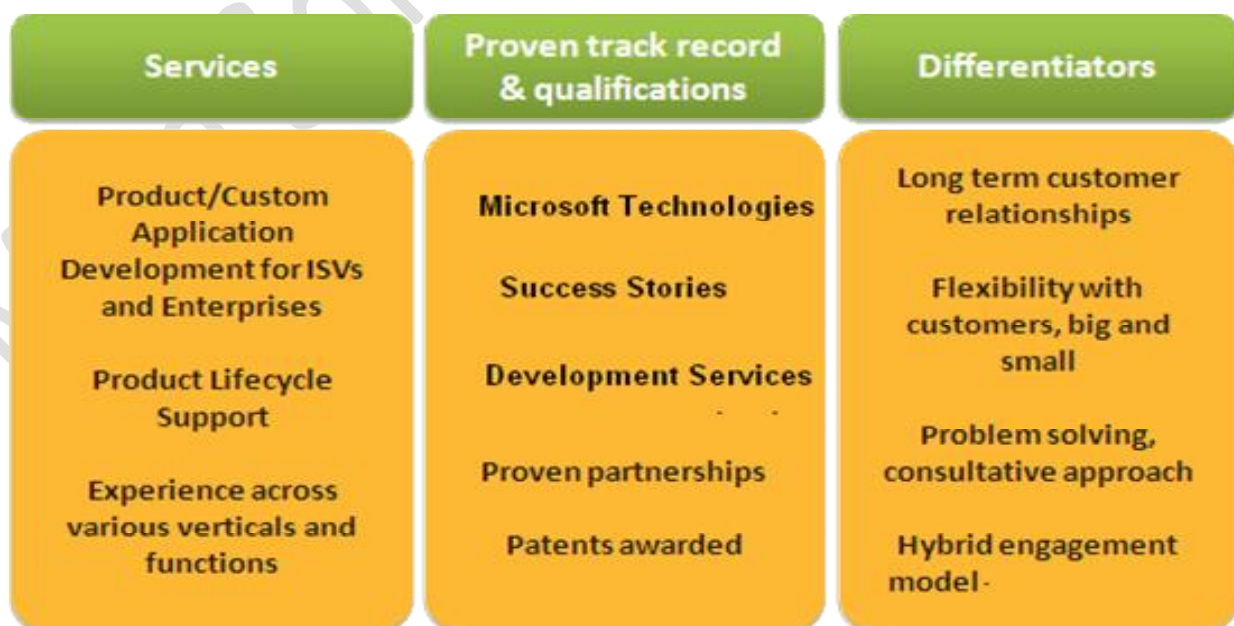 Services
Product/Custom
Application
Development for ISVs
and Enterprises
Product Lifecycle
Support
Experience across
various verticals and
functions
Proven track record
& qualifications
Microsoft Technologies
Success Stories
Development Services
Proven partnerships
Patents awarded
Differentiators
Long term customer
relationships
Flexibility with
customers, big and
small
Problem solving,
consultative approach
Hybrid engagement
model-